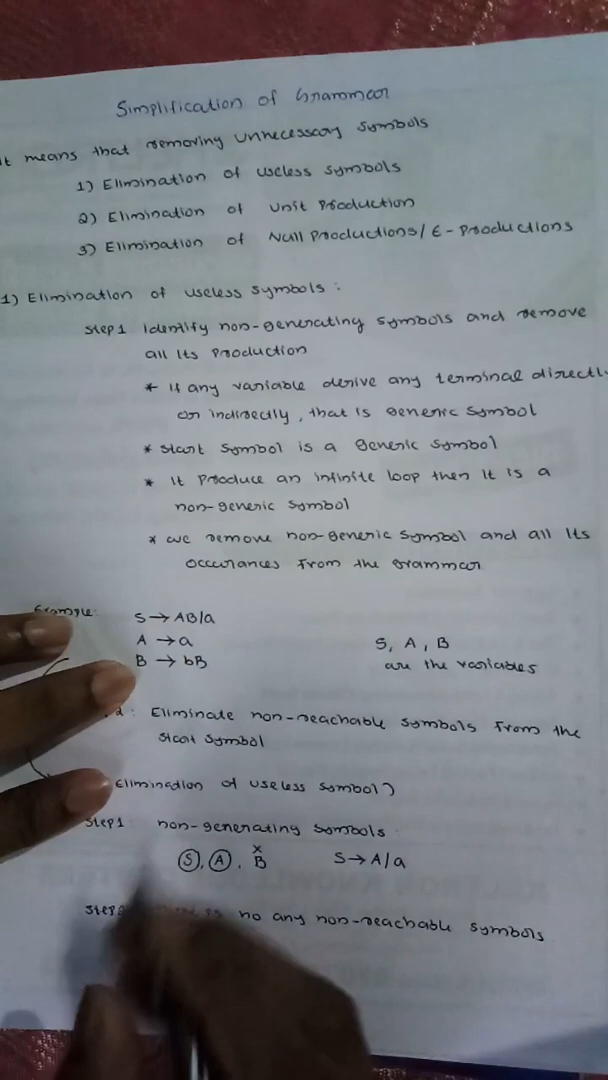 Simplification of Grammar
It means that removing unnecessary symbols
1) Elimination of useless symbols
2) Elimination of unit production
3) Elimination of Null Productions/ ε-productions
1) Elimination of useless symbols:
Step1 Identify non-generating symbols and remove
all its production
* If any variable derive any terminal directly
or indirectly, that is generic symbol
* start symbol is a generic symbol
* It produce an infinite loop then it is a
non-generic symbol
* we remove non-generic symbol and all its
occurances from the grammar
Example:
S → AB/a
A → a
B → bB
S, A, B
are the variables
2: Eliminate non-reachable symbols from the
start symbol
Elimination of useless symbol)
Step1 non-generating symbols
S, A, B
x
S → A/a
Step no any non-reachable symbols